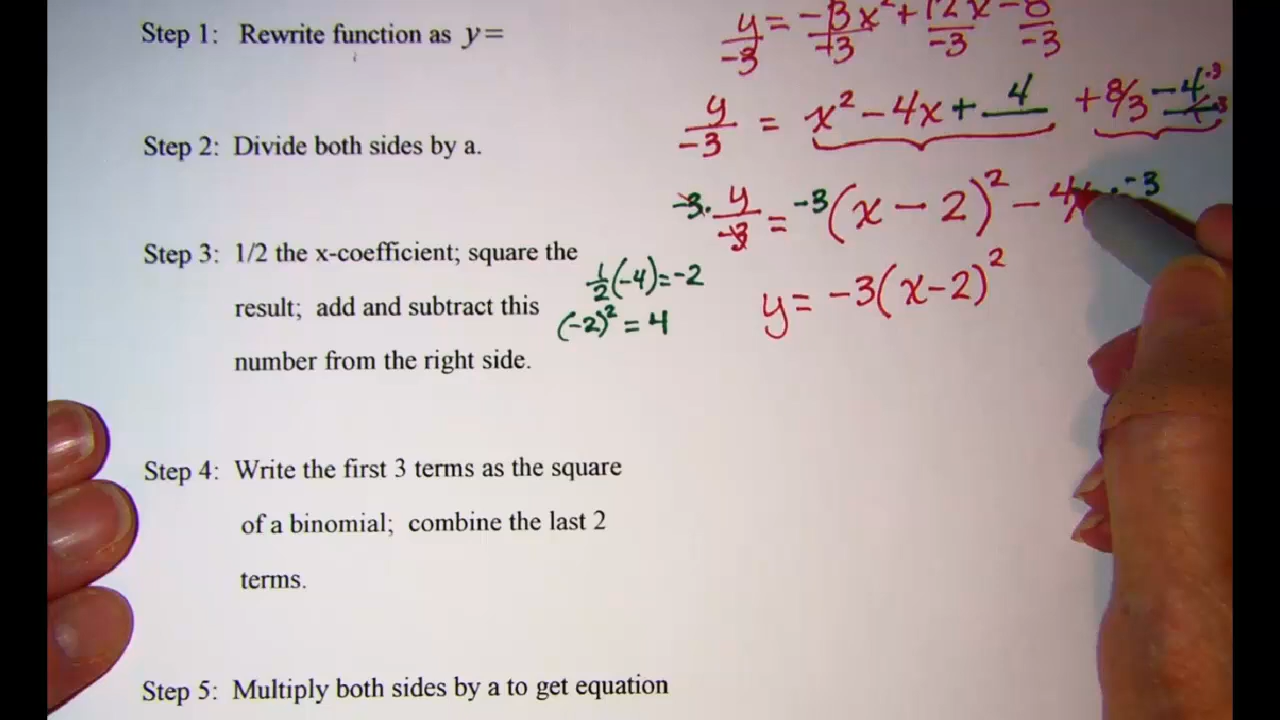 Step 1: Rewrite function as y=
Step 2: Divide both sides by a.
Step 3: 1/2 the x-coefficient; square the
result; add and subtract this
number from the right side.
½(-4)=-2
(-2)² = 4
Step 4: Write the first 3 terms as the square
of a binomial; combine the last 2
terms.
Step 5: Multiply both sides by a to get equation
y/-3 = -3x²/-3 + 12x/-3 - 8/-3
y/-3 = x² - 4x + 4 + 8/3 - 4·3
-3· y/-3 = -3(x - 2)² - 4 · -3
y = -3(x-2)²